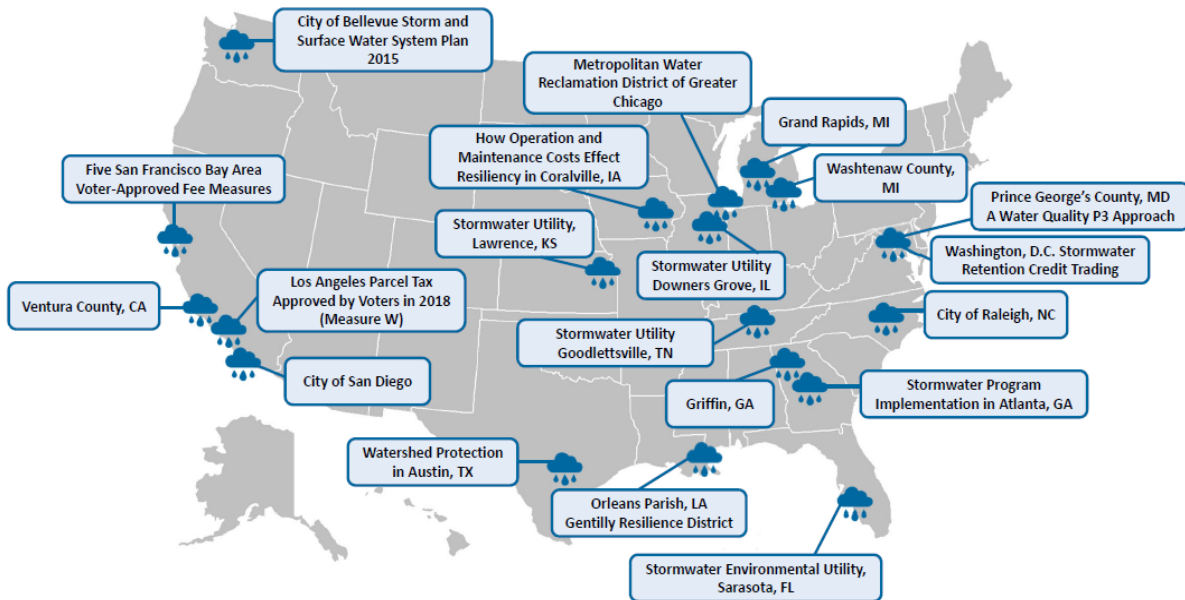 City of Bellevue Storm and
Surface Water System Plan
2015
Metropolitan Water
Reclamation District of Greater
Chicago
Grand Rapids, MI
How Operation and
Maintenance Costs Effect
Resiliency in Coralville, IA
Five San Francisco Bay Area
Voter-Approved Fee Measures
Washtenaw County,
MI
Prince George's County, MD
A Water Quality P3 Approach
Stormwater Utility,
Lawrence, KS
Washington, D.C. Stormwater
Retention Credit Trading
Stormwater Utility
Downers Grove, IL
Ventura County, CA
Los Angeles Parcel Tax
Approved by Voters in 2018
(Measure W)
City of Raleigh, NC
Stormwater Utility
Goodlettsville, TN
City of San Diego
Griffin, GA
Stormwater Program
Implementation in Atlanta, GA
Watershed Protection
in Austin, TX
Orleans Parish, LA
Gentilly Resilience District
Stormwater Environmental Utility,
Sarasota, FL